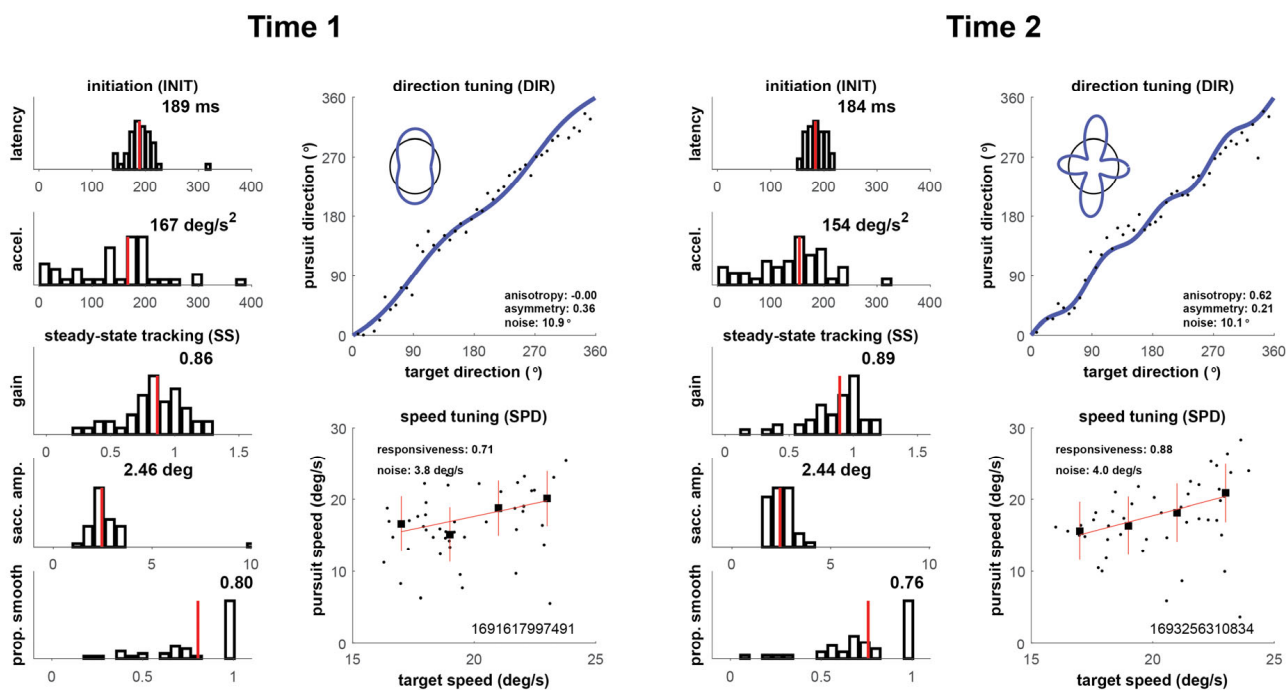 Time 1
Time 2
initiation (INIT)
189 ms
latency
0 100 200 300 400
167 deg/s²
accel.
0 100 200 300 400
steady-state tracking (SS)
0.86
gain
0 0.5 1 1.5
2.46 deg
sacc. amp.
0 5 10
0.80
prop. smooth
0 0.5 1
direction tuning (DIR)
360
270
180
90
0
pursuit direction (°)
anisotropy: -0.00
asymmetry: 0.36
noise: 10.9 °
0 90 180 270 360
target direction (°)
speed tuning (SPD)
30
20
10
0
pursuit speed (deg/s)
responsiveness: 0.71
noise: 3.8 deg/s
1691617997491
15 20 25
target speed (deg/s)
initiation (INIT)
184 ms
latency
0 100 200 300 400
154 deg/s²
accel.
0 100 200 300 400
steady-state tracking (SS)
0.89
gain
0 0.5 1 1.5
2.44 deg
sacc. amp.
0 5 10
0.76
prop. smooth
0 0.5 1
direction tuning (DIR)
360
270
180
90
0
pursuit direction (°)
anisotropy: 0.62
asymmetry: 0.21
noise: 10.1 °
0 90 180 270 360
target direction (°)
speed tuning (SPD)
30
20
10
0
pursuit speed (deg/s)
responsiveness: 0.88
noise: 4.0 deg/s
1693256310834
15 20 25
target speed (deg/s)